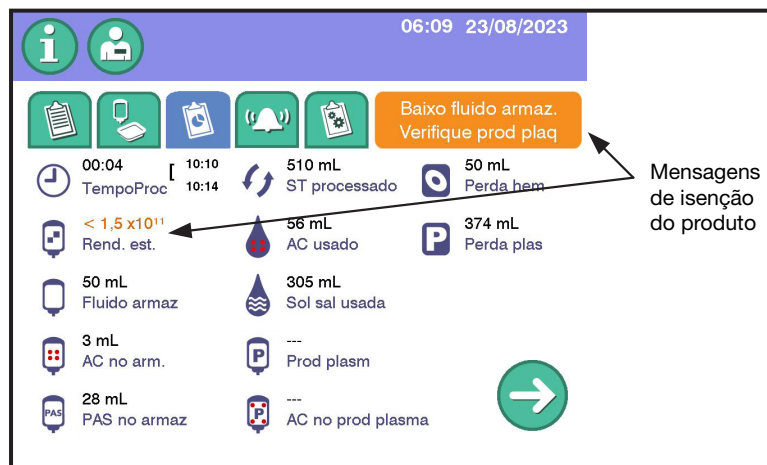 06:09 23/08/2023
Baixo fluido armaz.
Verifique prod plaq
00:04
TempoProc
[ 10:10
10:14
510 mL
ST processado
50 mL
Perda hem
Mensagens
de isenção
do produto
< 1,5 x10¹¹
Rend. est.
56 mL
AC usado
P
374 mL
Perda plas
50 mL
Fluido armaz
305 mL
Sol sal usada
3 mL
AC no arm.
P
---
Prod plasm
PAS
28 mL
PAS no armaz
P
---
AC no prod plasma